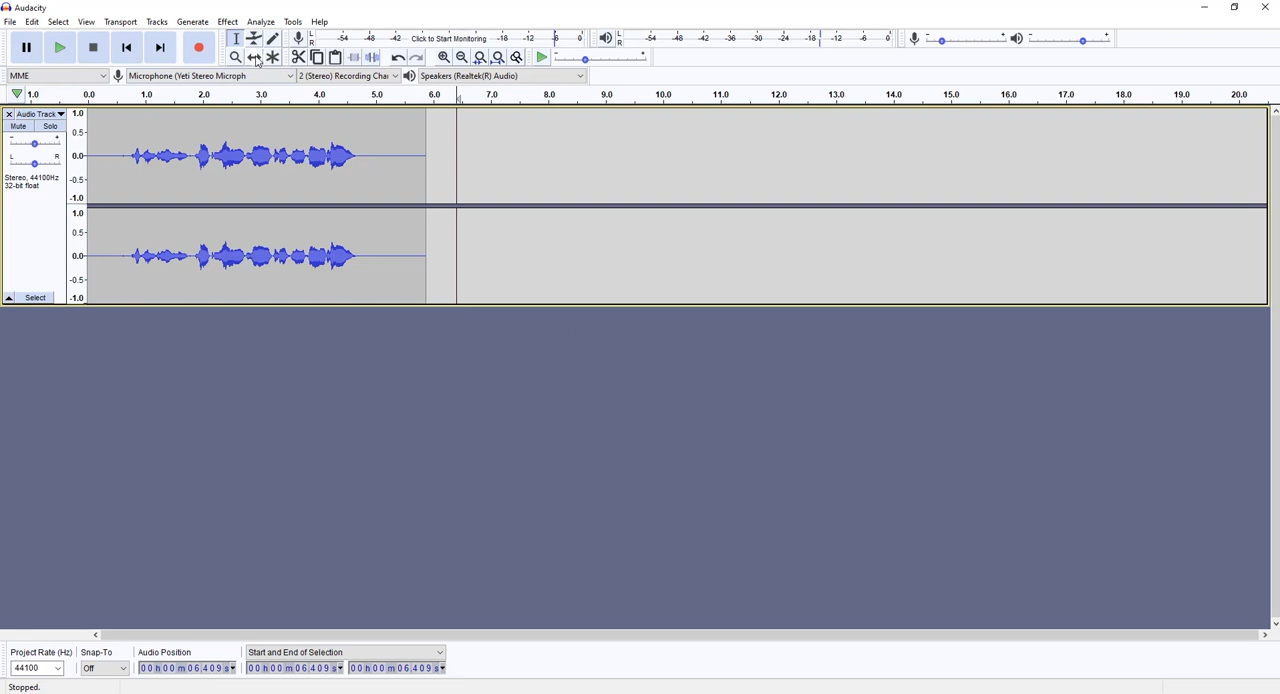 Audacity
File Edit Select View Transport Tracks Generate Effect Analyze Tools Help
L R -54 -48 -42 Click to Start Monitoring -18 -12 -6 0 L R -54 -48 -42 -36 -30 -24 -18 -12 -6 0 - + - +
- +
MME Microphone (Yeti Stereo Microph 2 (Stereo) Recording Char Speakers (Realtek(R) Audio)
1.0 0.0 1.0 2.0 3.0 4.0 5.0 6.0 7.0 8.0 9.0 10.0 11.0 12.0 13.0 14.0 15.0 16.0 17.0 18.0 19.0 20.0
Audio Track 1.0
Mute Solo 0.5
- +
L R 0.0
Stereo, 44100Hz -0.5
32-bit float
-1.0
1.0
0.5
0.0
-0.5
Select -1.0
Project Rate (Hz) Snap-To Audio Position Start and End of Selection
44100 Off 00 h 00 m 06.409 s 00 h 00 m 06.409 s 00 h 00 m 06.409 s
Stopped.